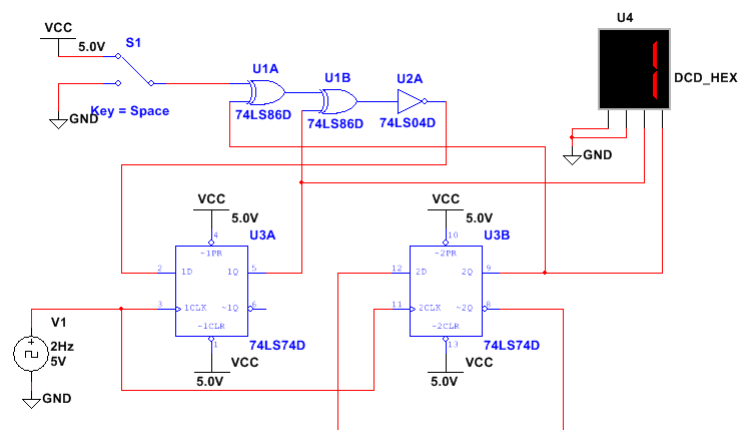 VCC
5.0V
S1
GND
Key = Space
U1A
74LS86D
U1B
74LS86D
U2A
74LS04D
U4
DCD_HEX
GND
VCC
5.0V
U3A
4
~1PR
2
1D
1Q
5
3
1CLK
~1Q
6
~1CLR
1
74LS74D
VCC
5.0V
VCC
5.0V
U3B
10
~2PR
12
2D
2Q
9
11
2CLK
~2Q
8
~2CLR
13
74LS74D
VCC
5.0V
V1
2Hz
5V
GND
1